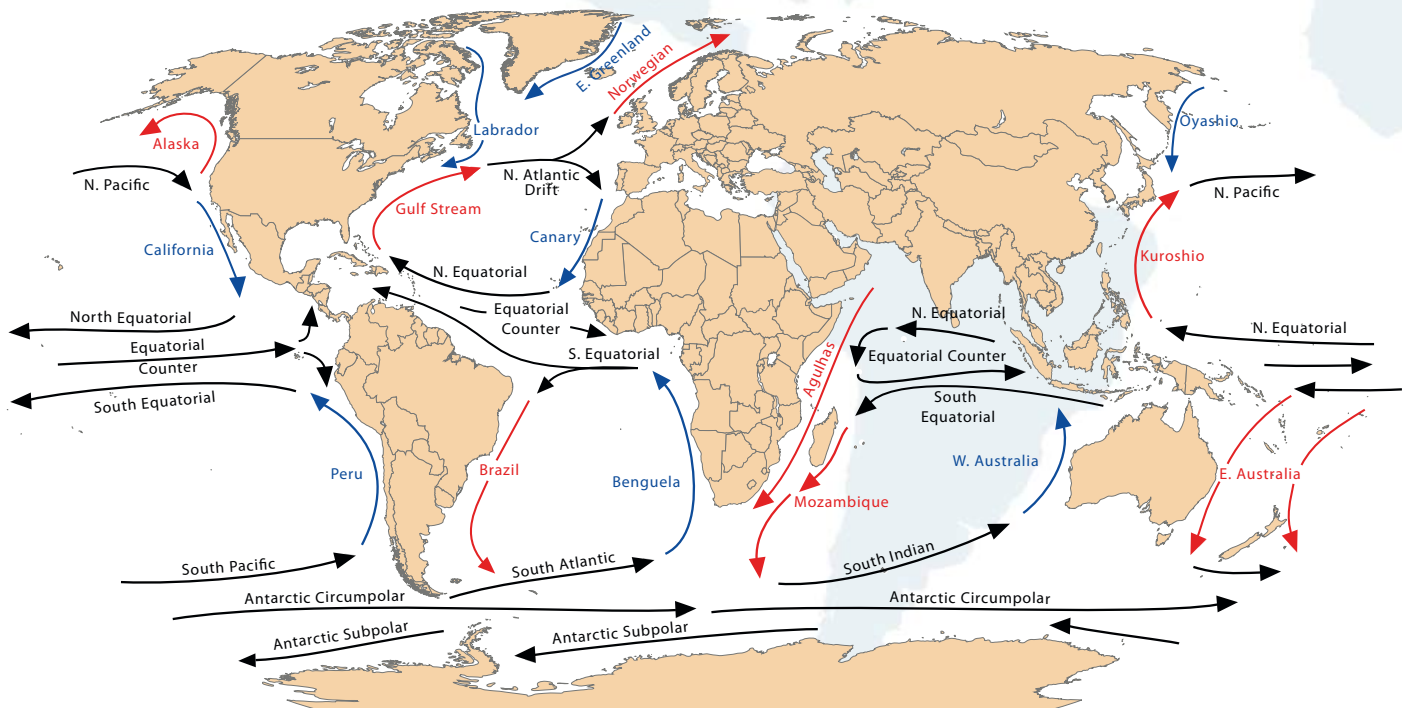 E. Greenland
Norwegian
Labrador
Oyashio
Alaska
N. Pacific
N. Atlantic
Drift
N. Pacific
Gulf Stream
California
Canary
Kuroshio
N. Equatorial
North Equatorial
Equatorial
Counter
N. Equatorial
N. Equatorial
Equatorial
Counter
S. Equatorial
Equatorial Counter
Agulhas
South Equatorial
South
Equatorial
Peru
Brazil
Benguela
W. Australia
E. Australia
Mozambique
South Pacific
South Atlantic
South Indian
Antarctic Circumpolar
Antarctic Circumpolar
Antarctic Subpolar
Antarctic Subpolar